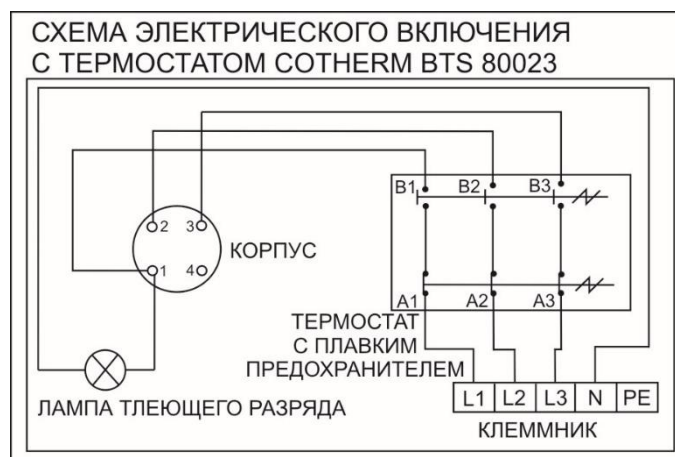 СХЕМА ЭЛЕКТРИЧЕСКОГО ВКЛЮЧЕНИЯ
С ТЕРМОСТАТОМ COTHERM BTS 80023
B1 B2 B3
2 3
КОРПУС
1 4
A1 A2 A3
ТЕРМОСТАТ
С ПЛАВКИМ
ПРЕДОХРАНИТЕЛЕМ
L1 L2 L3 N PE
ЛАМПА ТЛЕЮЩЕГО РАЗРЯДА
КЛЕММНИК